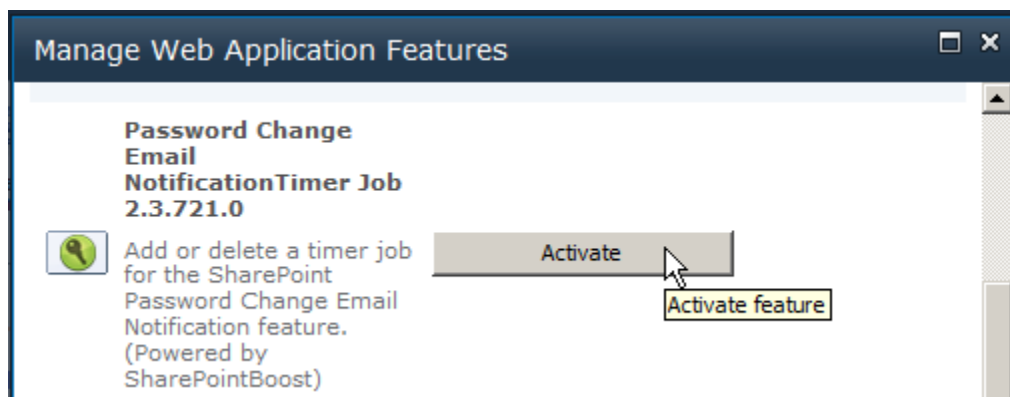 Manage Web Application Features
Password Change
Email
NotificationTimer Job
2.3.721.0
Add or delete a timer job
for the SharePoint
Password Change Email
Notification feature.
(Powered by
SharePointBoost)
Activate
Activate feature